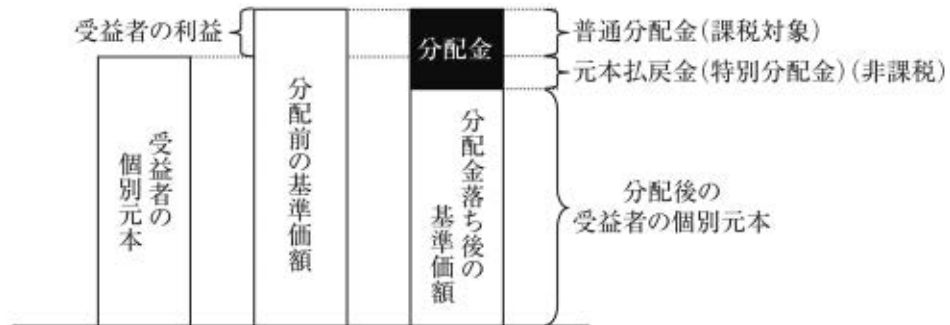 受益者の利益
受益者の
個別元本
分配前の基準価額
分配金
分配金落ち後の
基準価額
普通分配金(課税対象)
元本払戻金(特別分配金)(非課税)
分配後の
受益者の個別元本